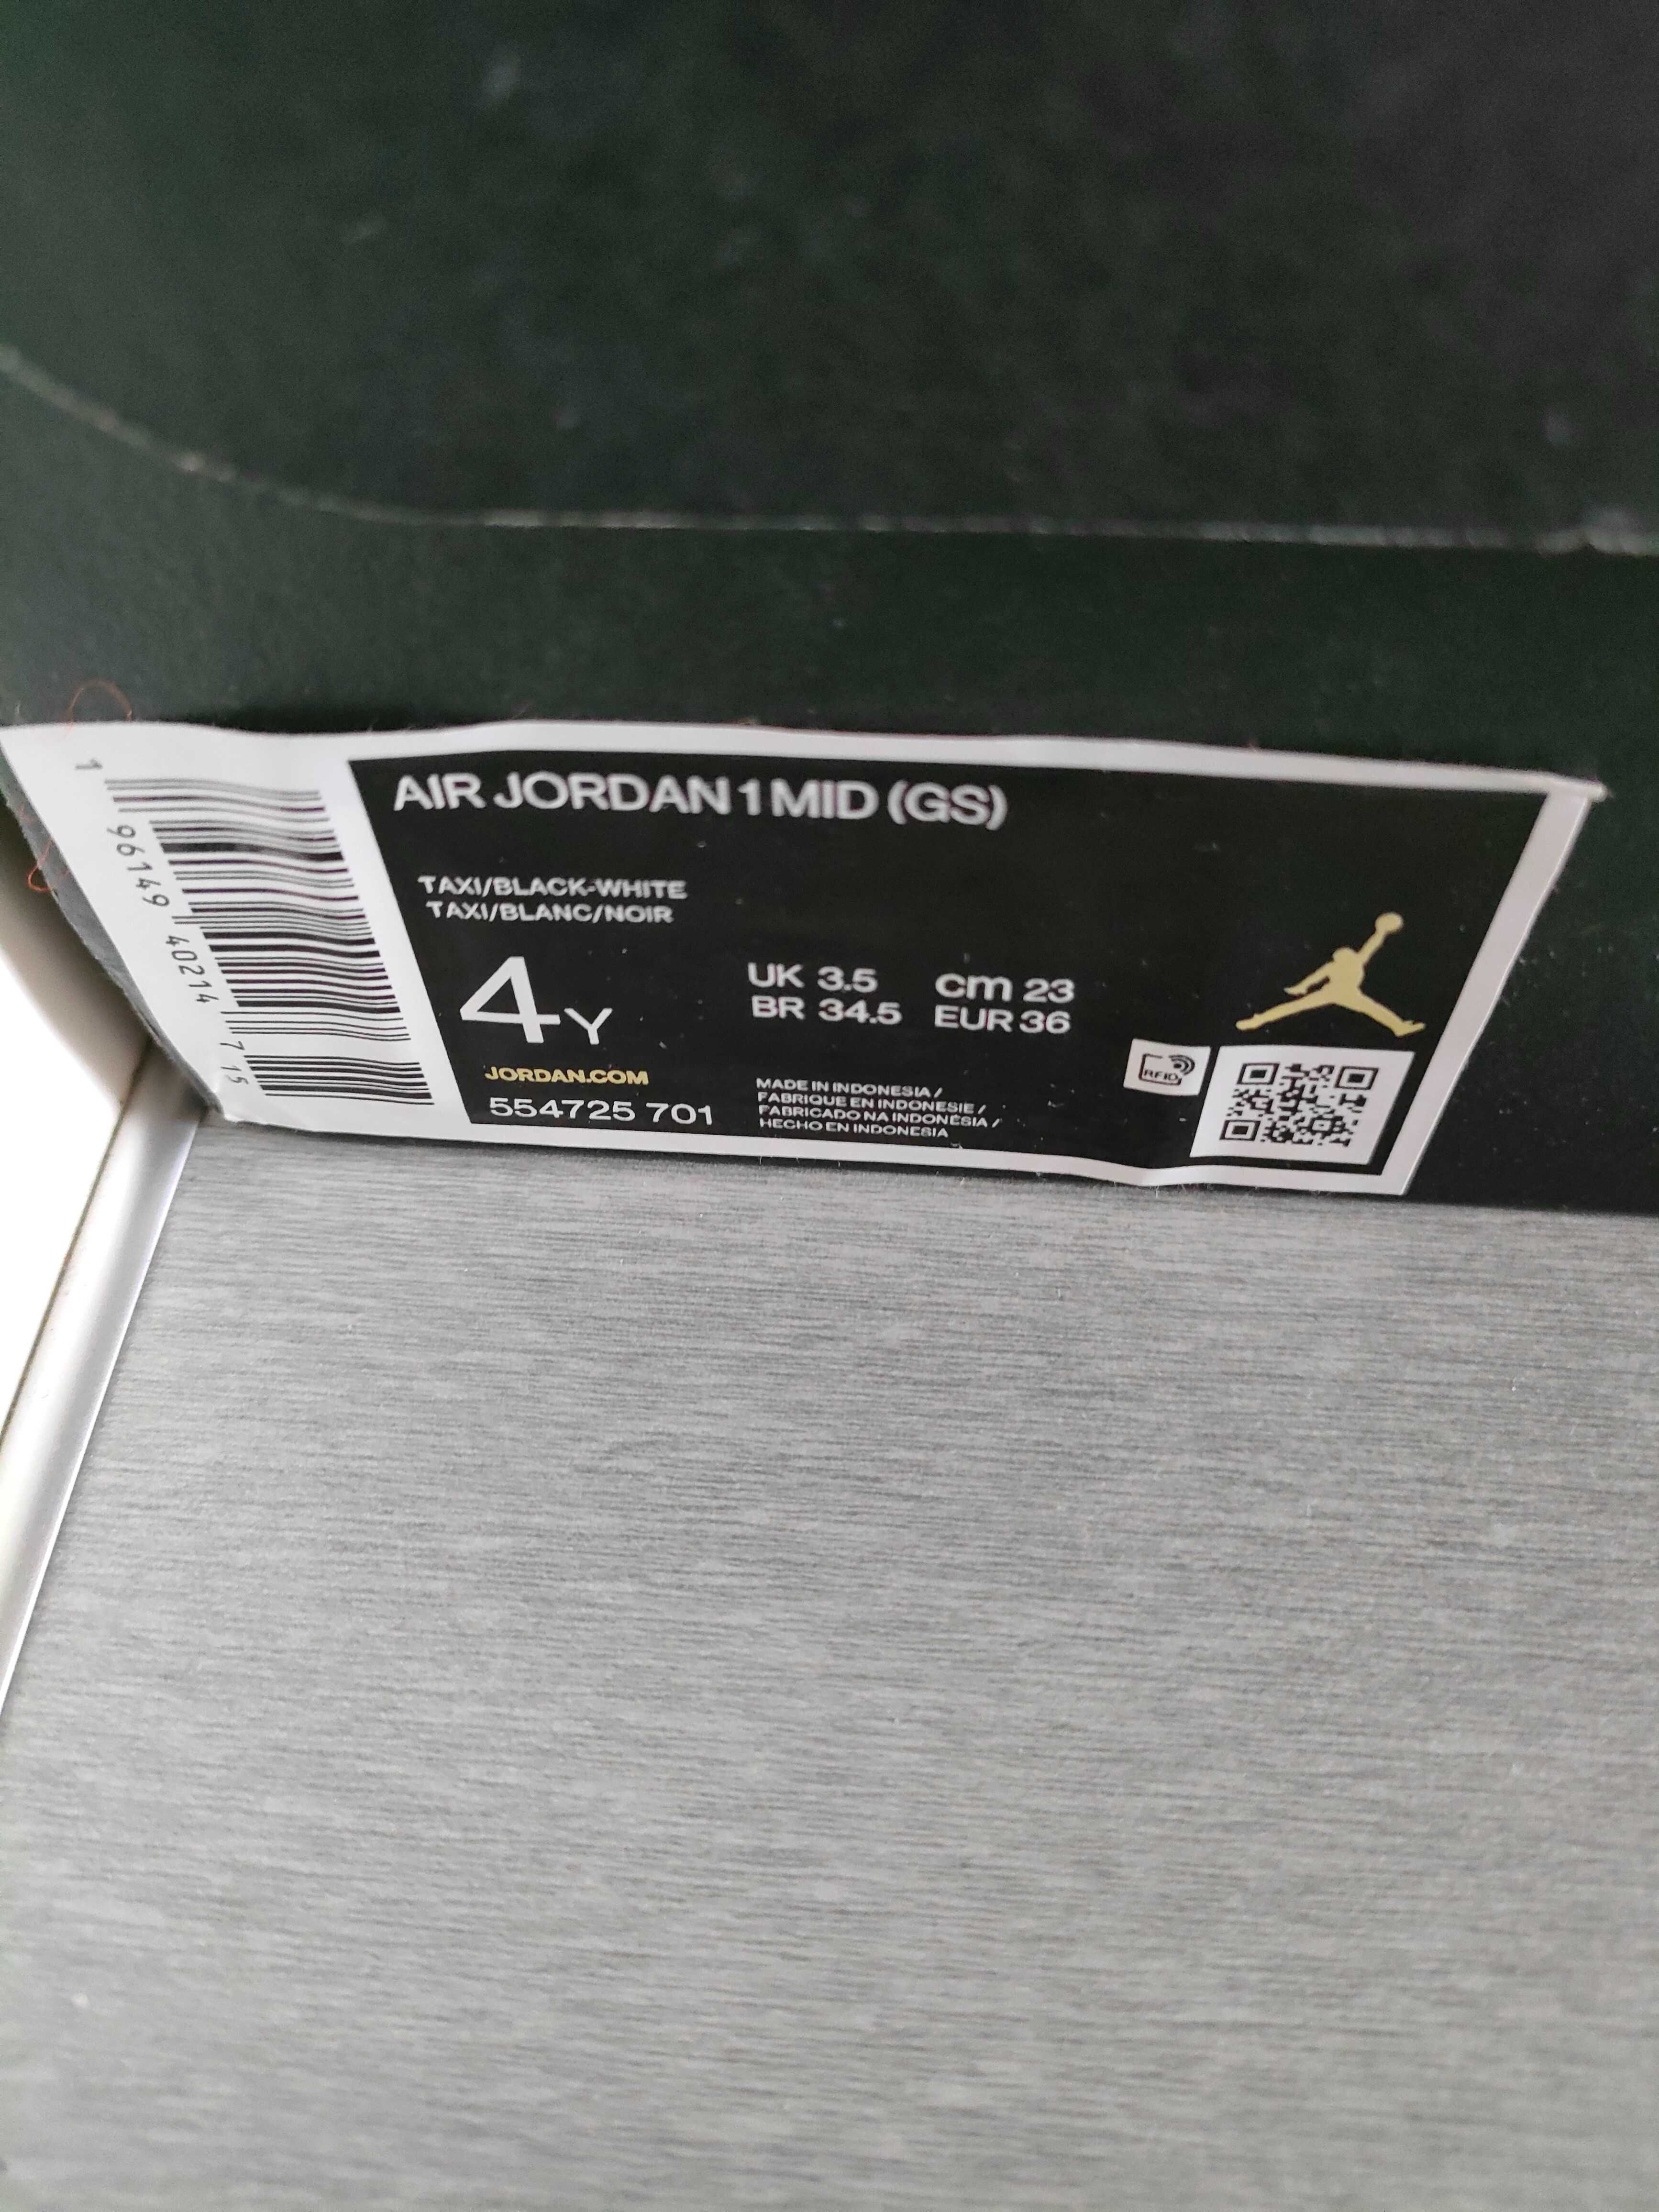 AIR JORDAN 1 MID (GS)
TAXI/BLACK-WHITE
TAXI/BLANC/NOIR
4Y
UK 3.5 cm 23
BR 34.5 EUR 36
JORDAN.COM
554725 701
MADE IN INDONESIA /
FABRIQUE EN INDONESIE /
FABRICADO NA INDONÉSIA /
HECHO EN INDONESIA
RFID
1 96149 40214 7 15